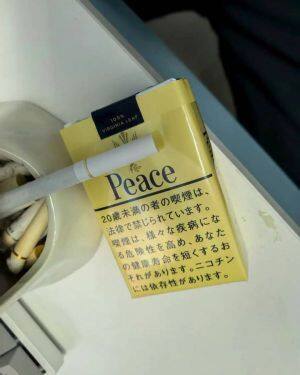 100%
VIRGINIA LEAF
Peace
20歳未満の者の喫煙は、
法律で禁じられています。
喫煙は、様々な疾病にな
る危険性を高め、あなた
の健康寿命を短くするお
それがあります。ニコチン
には依存性があります。